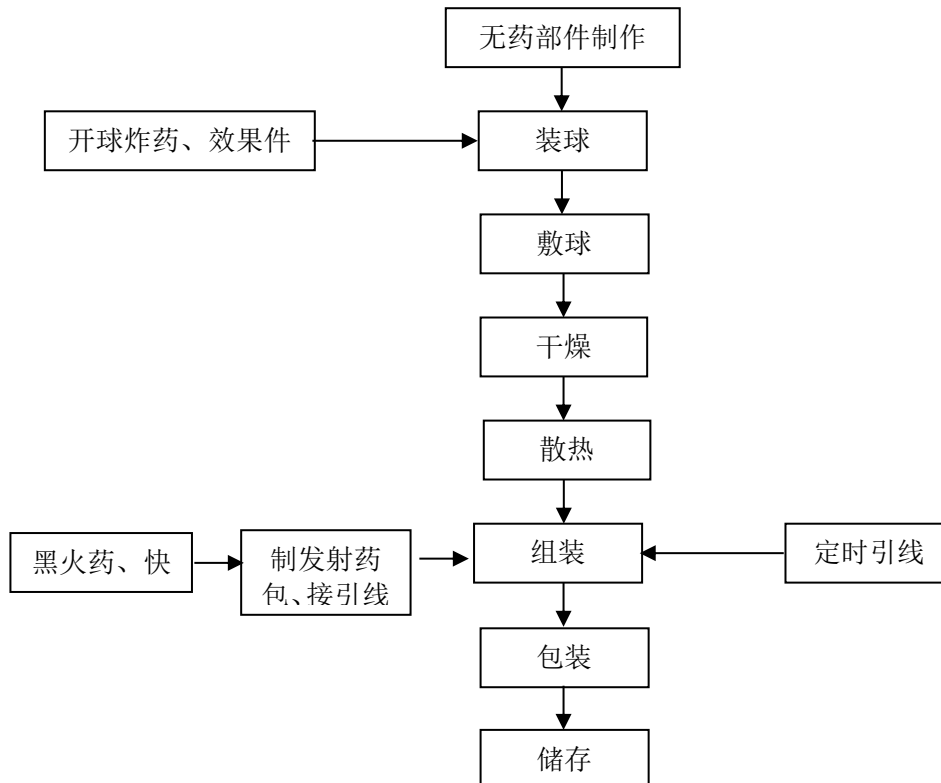 无药部件制作
开球炸药、效果件
装球
敷球
干燥
散热
黑火药、快
制发射药
包、接引线
组装
定时引线
包装
储存